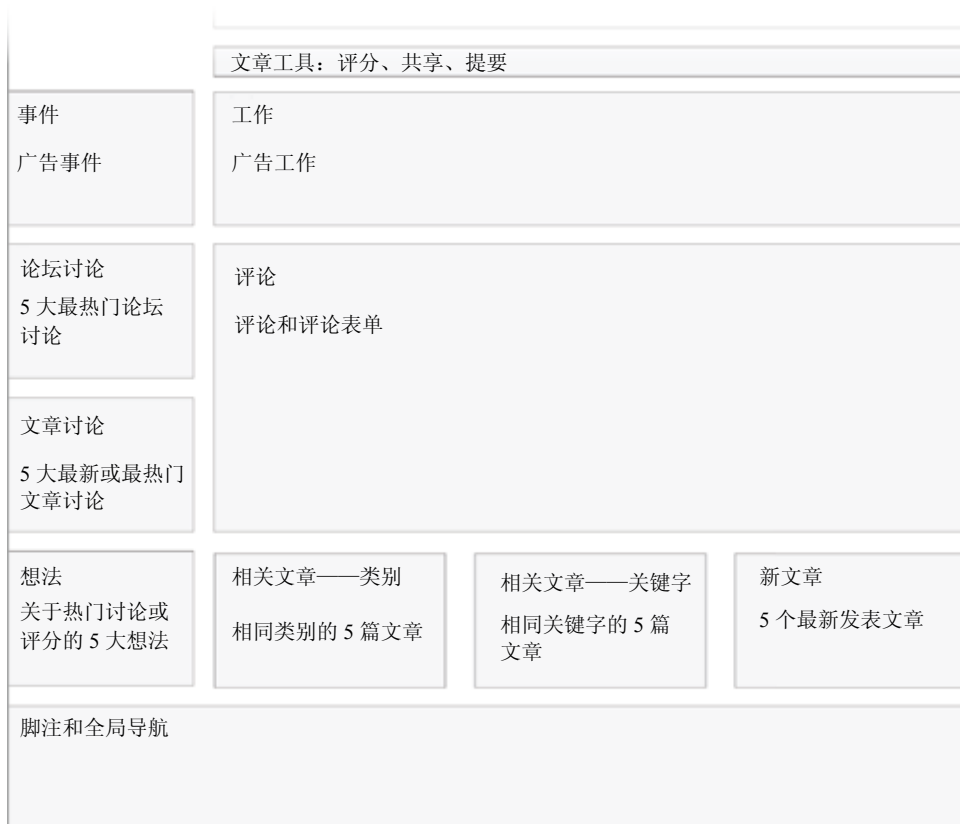 文章工具：评分、共享、提要
事件
广告事件
工作
广告工作
论坛讨论
5 大最热门论坛
讨论
评论
评论和评论表单
文章讨论
5 大最新或最热门
文章讨论
想法
关于热门讨论或
评分的 5 大想法
相关文章——类别
相同类别的 5 篇文章
相关文章——关键字
相同关键字的 5 篇
文章
新文章
5 个最新发表文章
脚注和全局导航